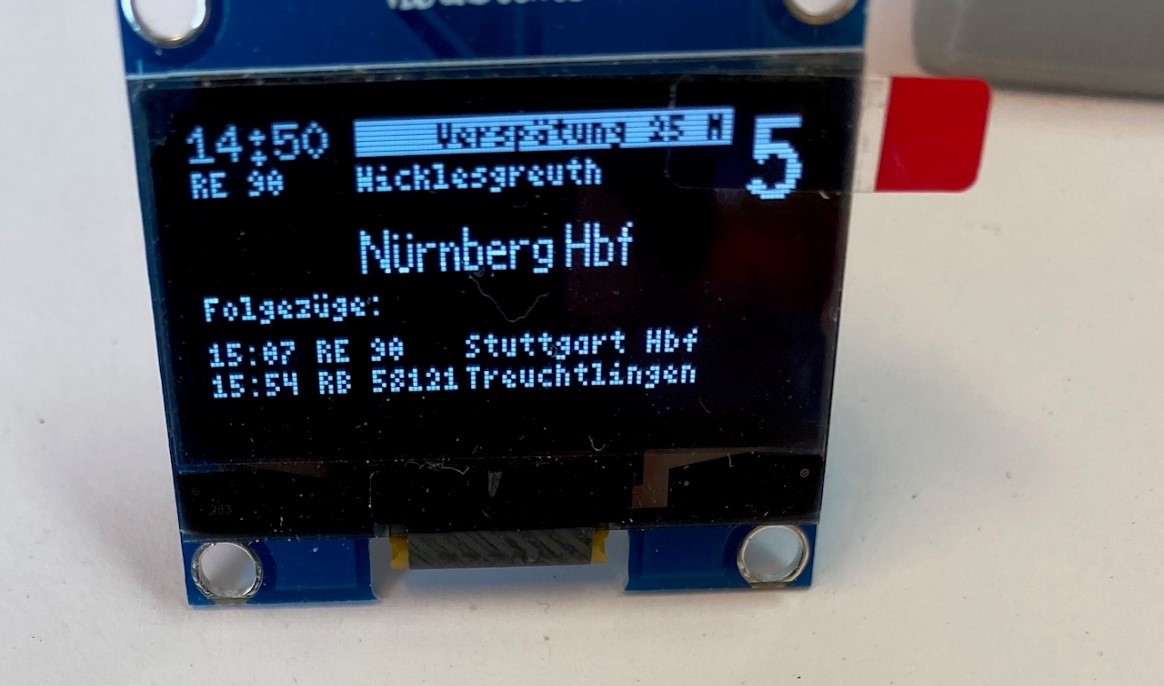 14:50 Verspätung 25 M 5
RE 90 Wicklesgreuth
Nürnberg Hbf
Folgezüge:
15:07 RE 90 Stuttgart Hbf
15:54 RB 58121 Treuchtlingen